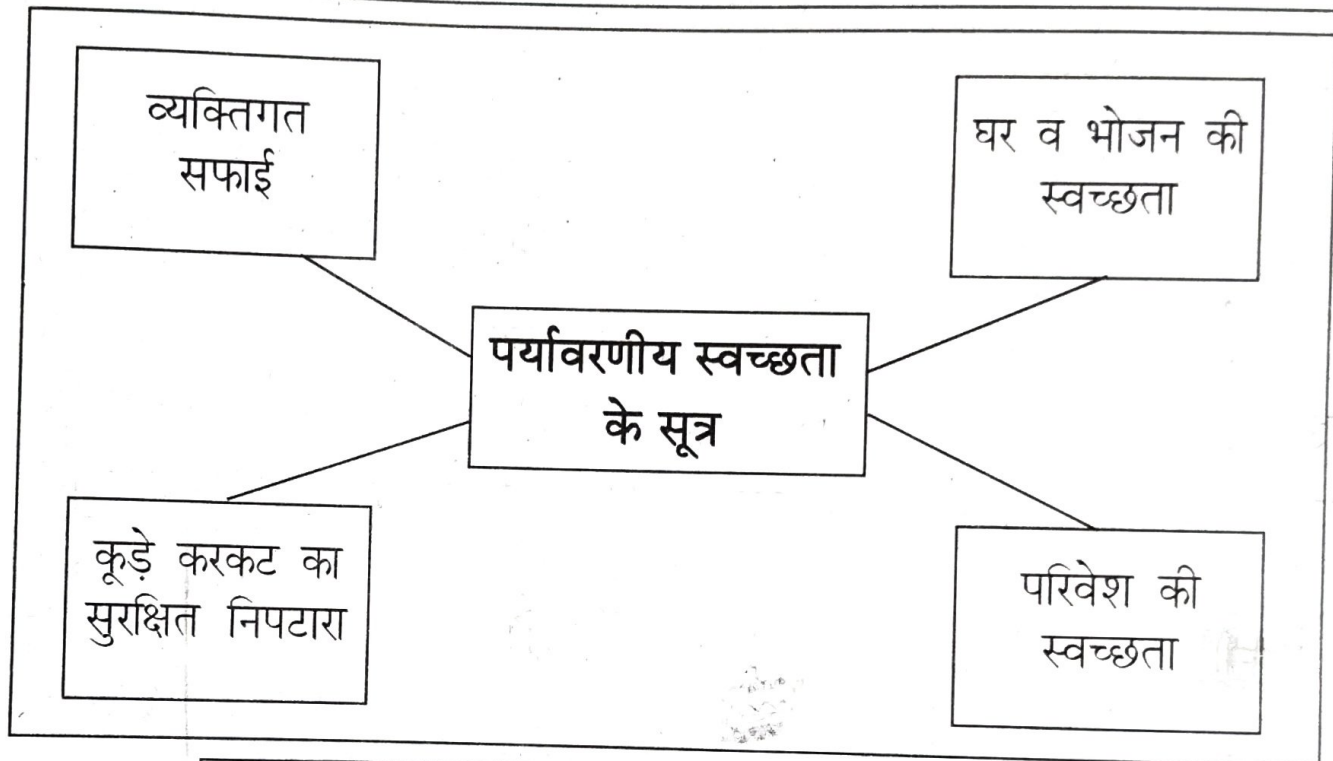 व्यक्तिगत
सफाई
घर व भोजन की
स्वच्छता
पर्यावरणीय स्वच्छता
के सूत्र
कूड़े करकट का
सुरक्षित निपटारा
परिवेश की
स्वच्छता